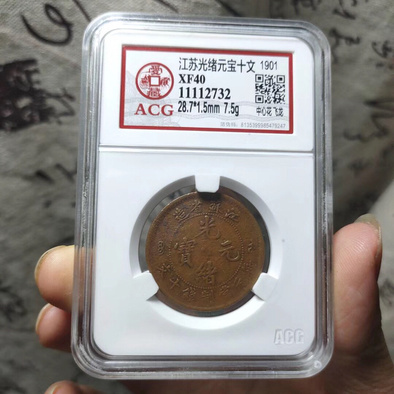 江苏光绪元宝十文 1901
XF40
11112732
28.7*1.5mm 7.5g
中心花飞龙
ACG
江蘇省造
光緒元寶
ACG